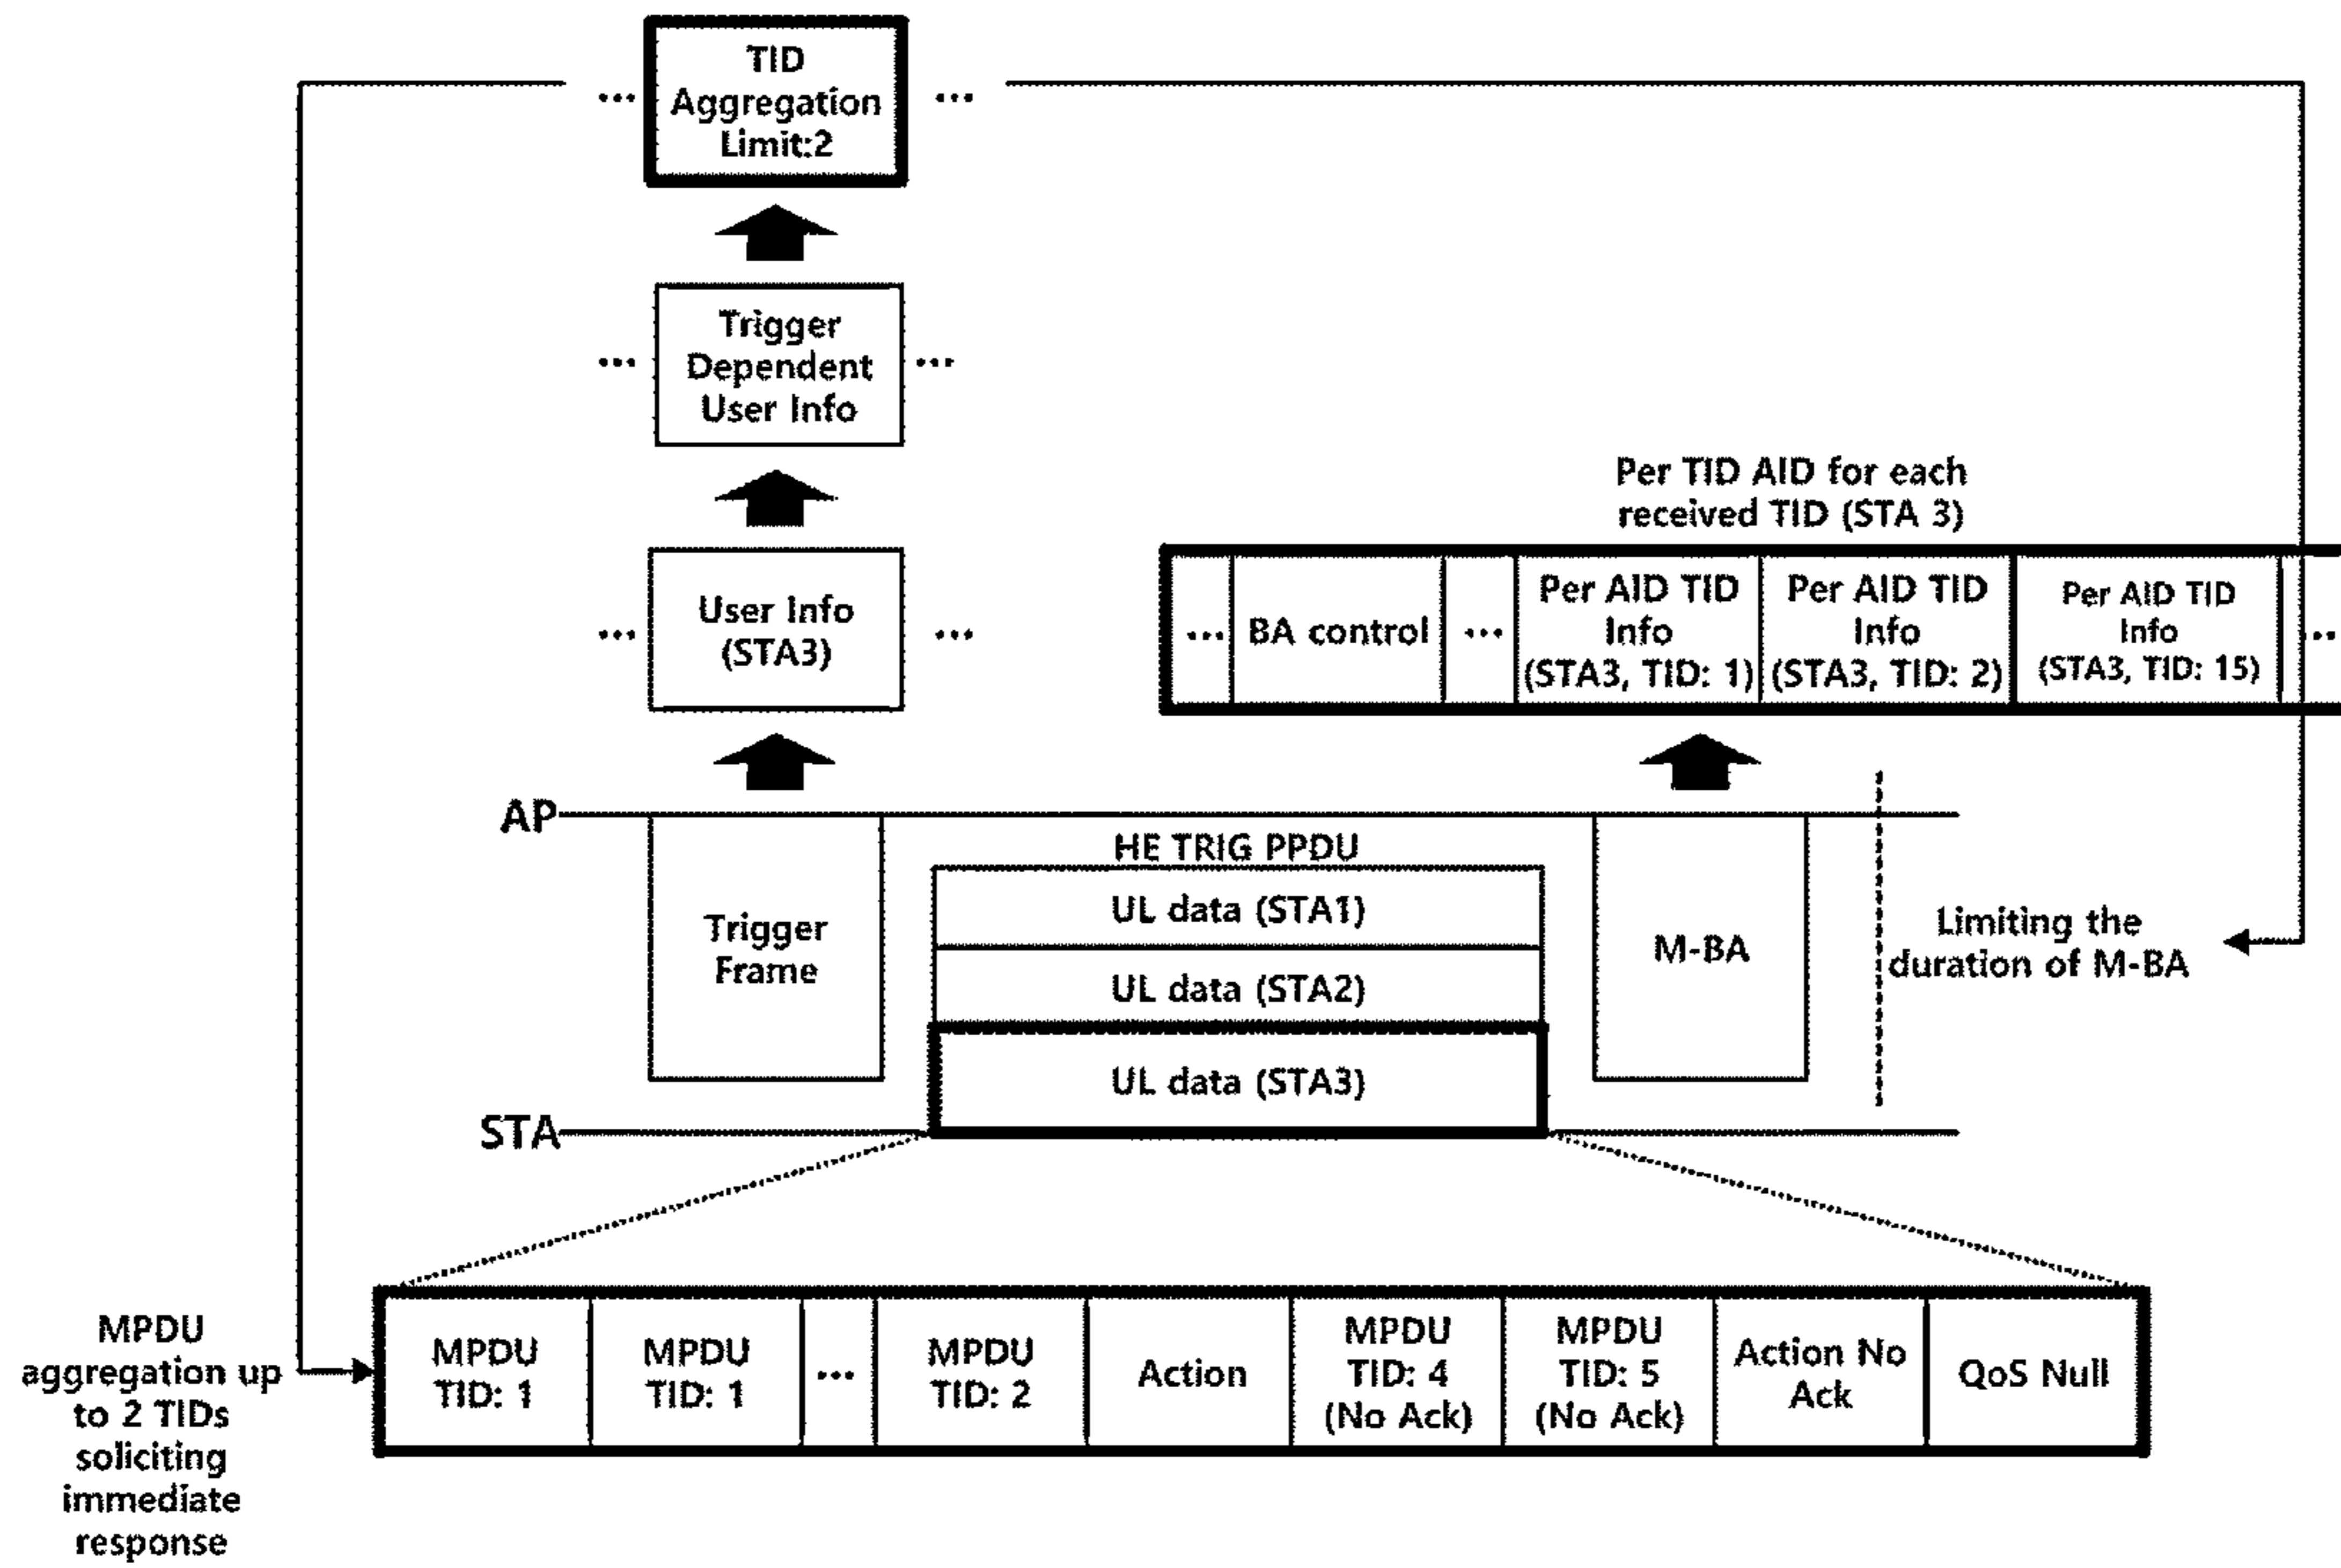 TID
Aggregation
Limit:2
...
...
Trigger
Dependent
User Info
...
...
Per TID AID for each
received TID (STA 3)
User Info
(STA3)
...
...
...
BA control
...
Per AID TID
Info
(STA3, TID: 1)
Per AID TID
Info
(STA3, TID: 2)
Per AID TID
Info
(STA3, TID: 15)
...
AP
HE TRIG PPDU
Trigger
Frame
UL data (STA1)
UL data (STA2)
UL data (STA3)
M-BA
Limiting the
duration of M-BA
STA
MPDU
aggregation up
to 2 TIDs
soliciting
immediate
response
MPDU
TID: 1
MPDU
TID: 1
...
MPDU
TID: 2
Action
MPDU
TID: 4
(No Ack)
MPDU
TID: 5
(No Ack)
Action No
Ack
QoS Null